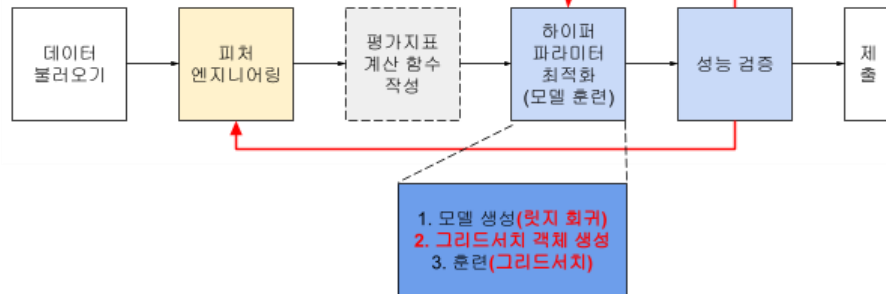 데이터
불러오기
피처
엔지니어링
평가지표
계산 함수
작성
하이퍼
파라미터
최적화
(모델 훈련)
성능 검증
제
출
1. 모델 생성(릿지 회귀)
2. 그리드서치 객체 생성
3. 훈련(그리드서치)